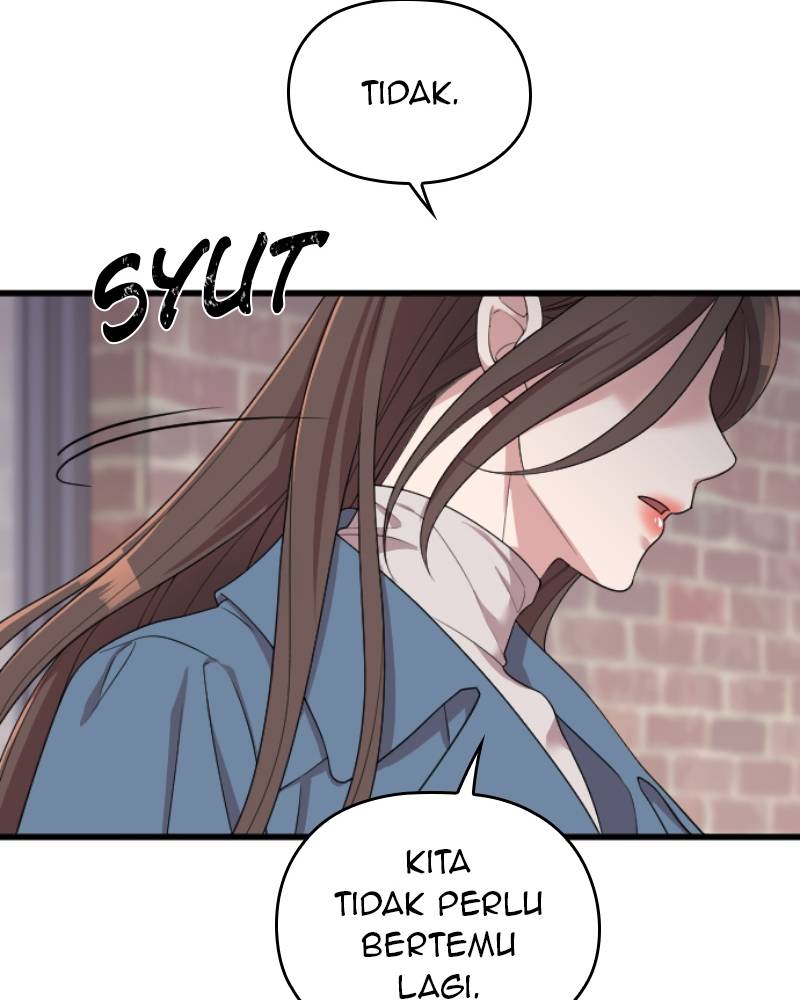 TIDAK.
SYUT
KITA
TIDAK PERLU
BERTEMU
LAGI.